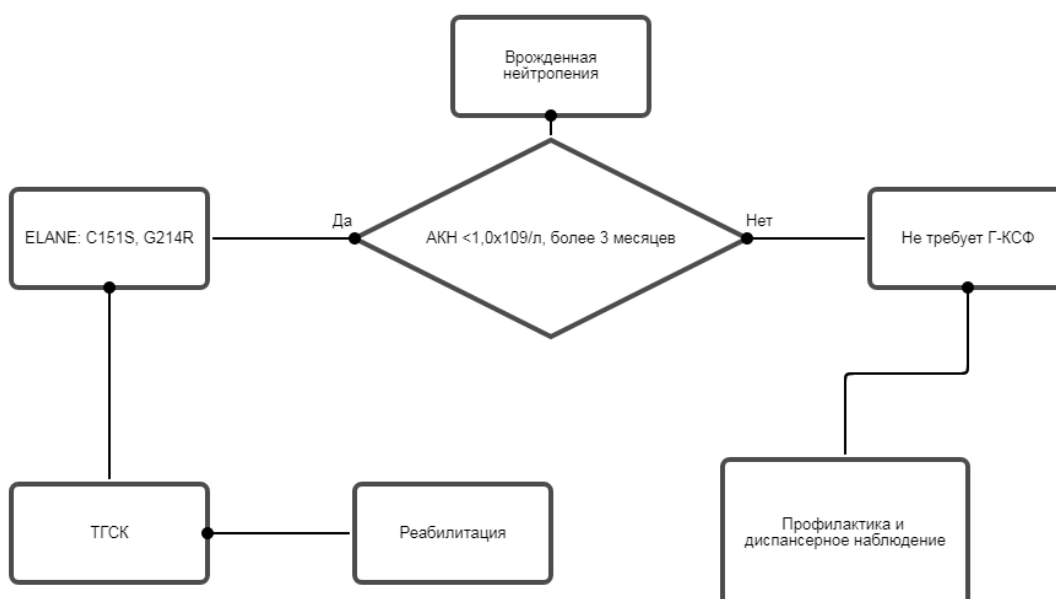 Врожденная
нейтропения
Да
Нет
ELANE: C151S, G214R
АКН <1,0х109/л, более 3 месяцев
Не требует Г-КСФ
ТГСК
Реабилитация
Профилактика и
диспансерное наблюдение